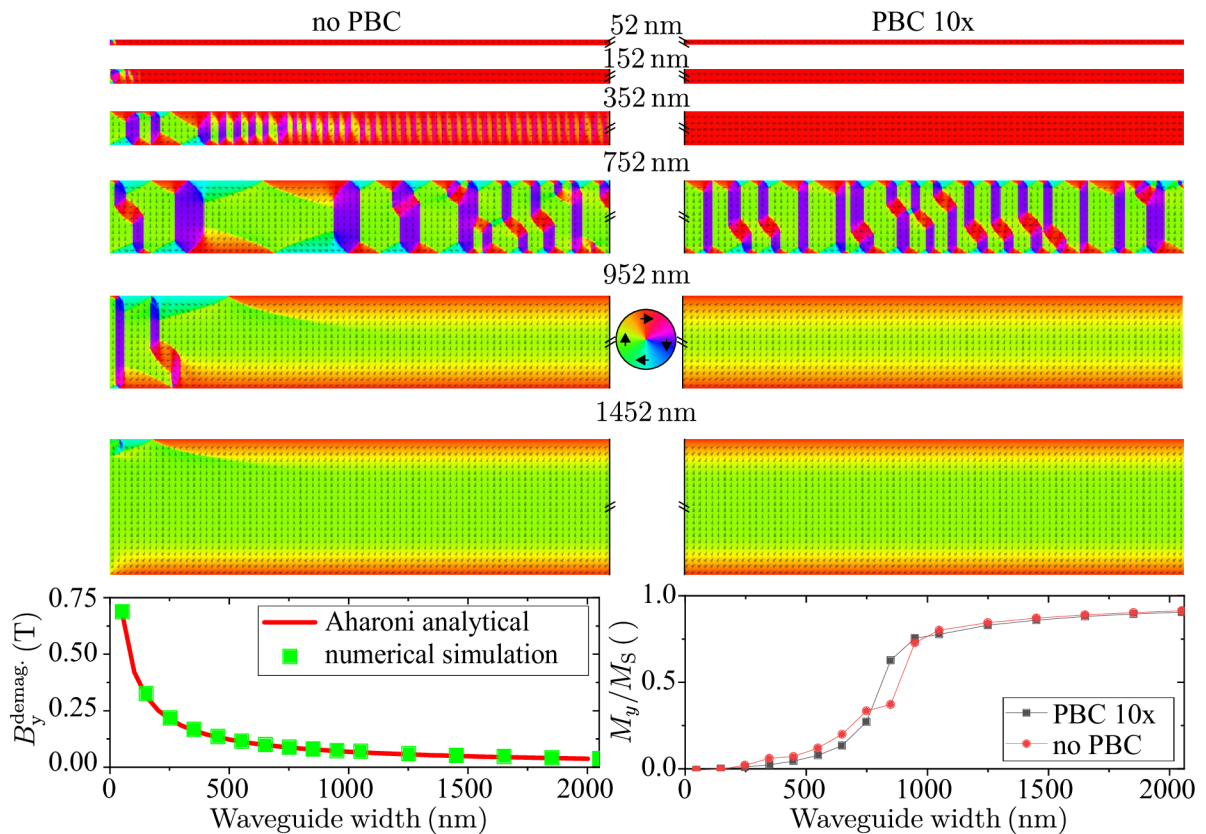 no PBC
52 nm
PBC 10x
152 nm
352 nm
752 nm
952 nm
1452 nm
0.75
0.50
0.25
0.00
B_y^demag. (T)
Aharoni analytical
numerical simulation
0 500 1000 1500 2000
Waveguide width (nm)
1.0
0.5
0.0
M_y/M_S ()
PBC 10x
no PBC
0 500 1000 1500 2000
Waveguide width (nm)